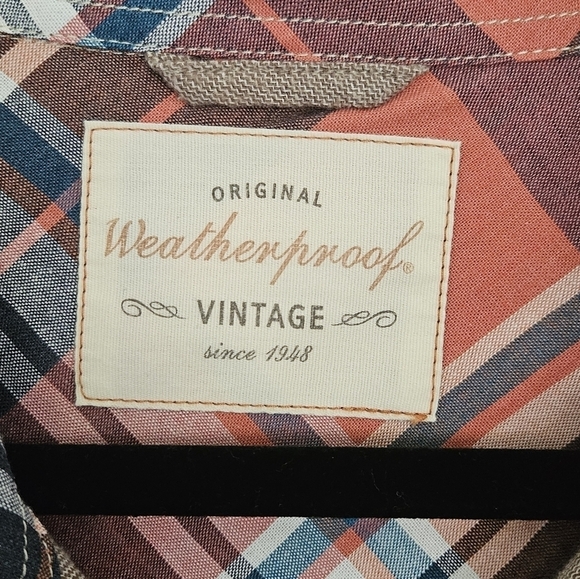 ORIGINAL
Weatherproof®
VINTAGE
since 1948